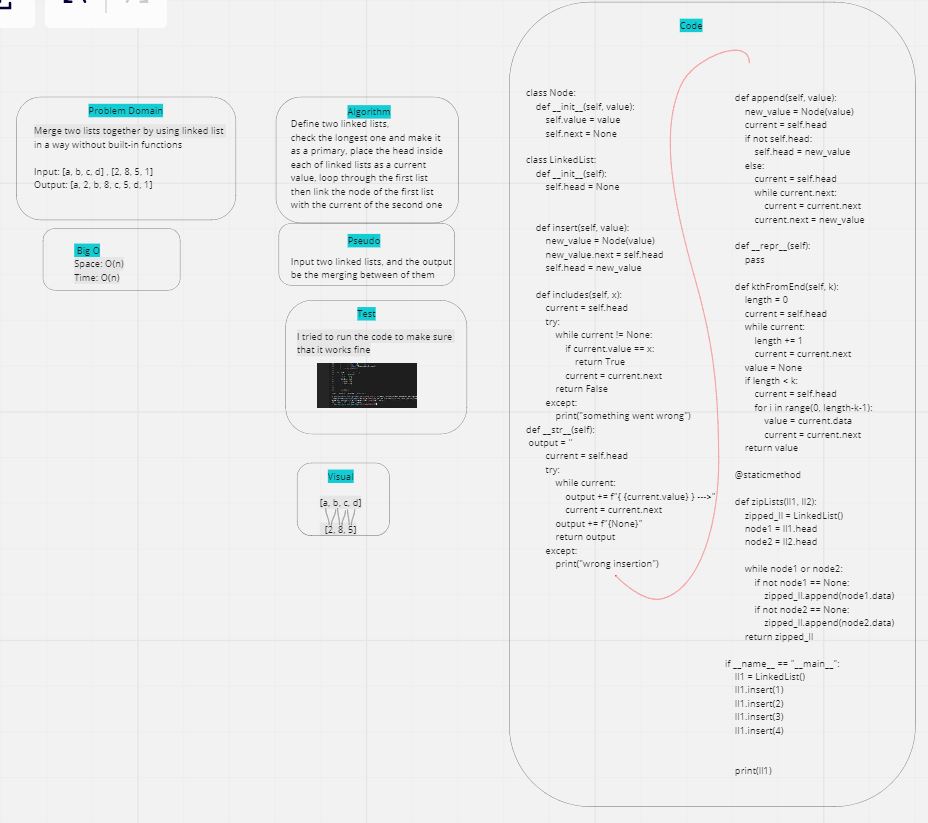 Problem Domain
Merge two lists together by using linked list
in a way without built-in functions
Input: [a, b, c, d] , [2, 8, 5, 1]
Output: [a, 2, b, 8, c, 5, d, 1]
Big O
Space: O(n)
Time: O(n)
Algorithm
Define two linked lists,
check the longest one and make it
as a primary, place the head inside
each of linked lists as a current
value, loop through the first list
then link the node of the first list
with the current of the second one
Pseudo
Input two linked lists, and the output
be the merging between of them
Test
I tried to run the code to make sure
that it works fine
Visual
[a, b, c, d]
[2, 8, 5]
Code
class Node:
def __init__(self, value):
self.value = value
self.next = None
class LinkedList:
def __init__(self):
self.head = None
def insert(self, value):
new_value = Node(value)
new_value.next = self.head
self.head = new_value
def includes(self, x):
current = self.head
try:
while current != None:
if current.value == x:
return True
current = current.next
return False
except:
print("something went wrong")
def __str__(self):
output = ''
current = self.head
try:
while current:
output += f"{ {current.value} } --->"
current = current.next
output += f"{None}"
return output
except:
print("wrong insertion")
def append(self, value):
new_value = Node(value)
current = self.head
if not self.head:
self.head = new_value
else:
current = self.head
while current.next:
current = current.next
current.next = new_value
def __repr__(self):
pass
def kthFromEnd(self, k):
length = 0
current = self.head
while current:
length += 1
current = current.next
value = None
if length < k:
current = self.head
for i in range(0, length-k-1):
value = current.data
current = current.next
return value
@staticmethod
def zipLists(ll1, ll2):
zipped_ll = LinkedList()
node1 = ll1.head
node2 = ll2.head
while node1 or node2:
if not node1 == None:
zipped_ll.append(node1.data)
if not node2 == None:
zipped_ll.append(node2.data)
return zipped_ll
if __name__ == "__main__":
ll1 = LinkedList()
ll1.insert(1)
ll1.insert(2)
ll1.insert(3)
ll1.insert(4)
print(ll1)